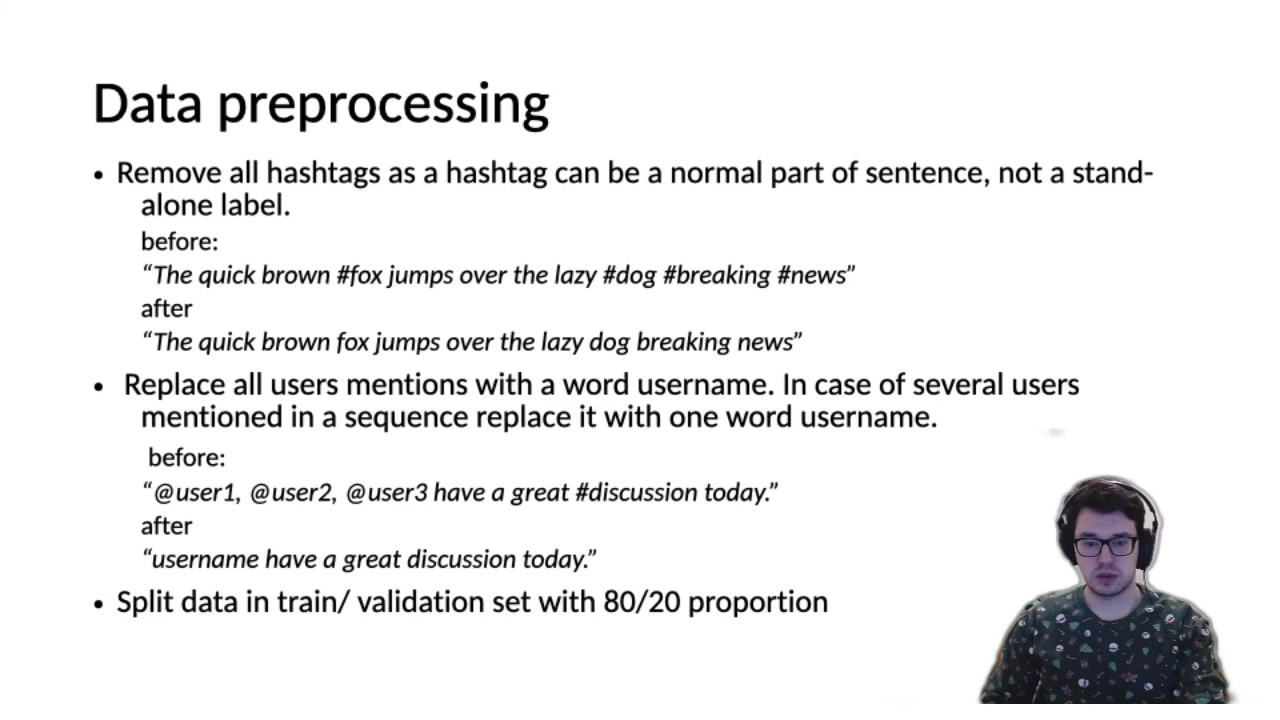 Data preprocessing
• Remove all hashtags as a hashtag can be a normal part of sentence, not a stand-
alone label.
before:
“The quick brown #fox jumps over the lazy #dog #breaking #news”
after
“The quick brown fox jumps over the lazy dog breaking news”
• Replace all users mentions with a word username. In case of several users
mentioned in a sequence replace it with one word username.
before:
“@user1, @user2, @user3 have a great #discussion today.”
after
“username have a great discussion today.”
• Split data in train/ validation set with 80/20 proportion